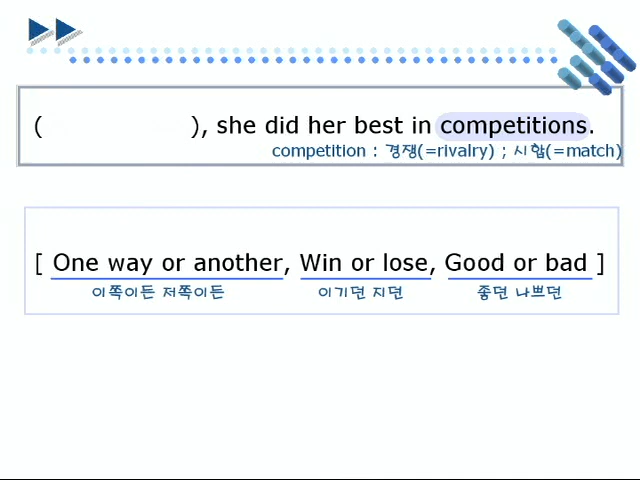 (                    ), she did her best in competitions.
competition : 경쟁(=rivalry) ; 시합(=match)
[ One way or another, Win or lose, Good or bad ]
이쪽이든 저쪽이든 이기던 지던 좋던 나쁘던